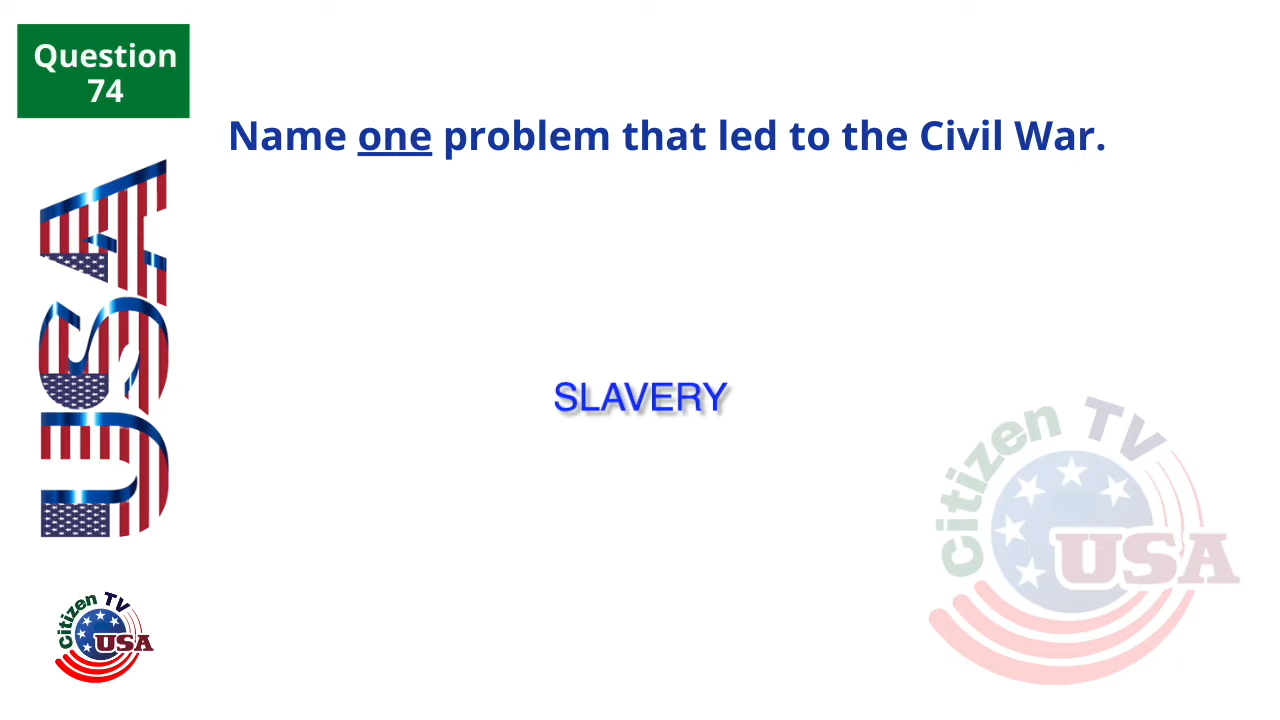 Question
74
Name one problem that led to the Civil War.
USA
SLAVERY
Citizen TV
USA
Citizen TV
USA